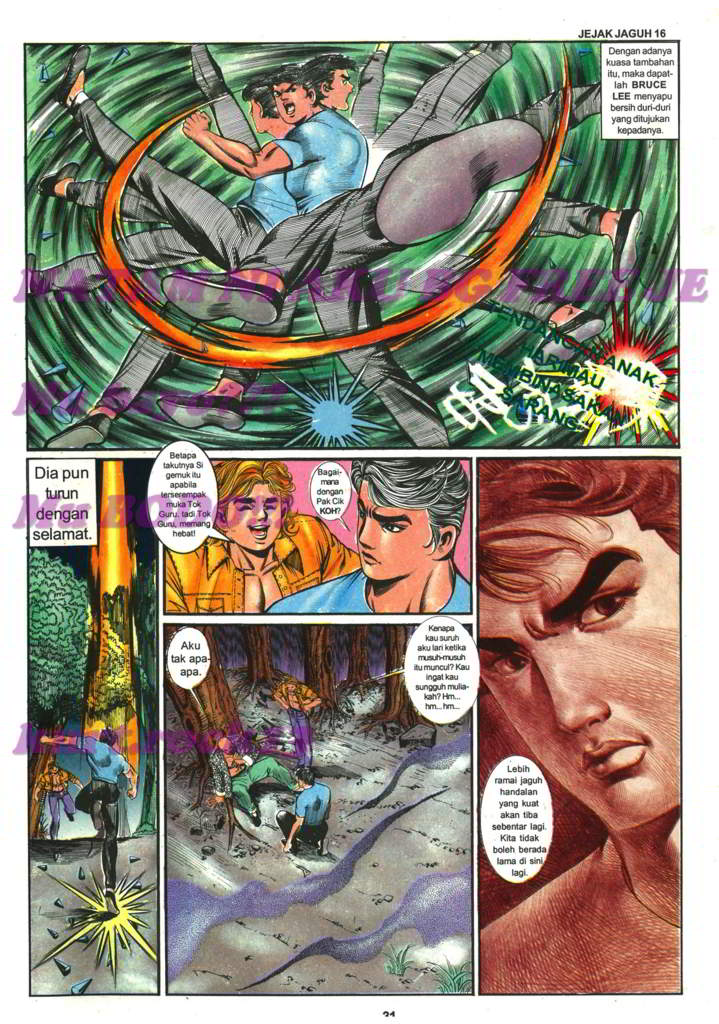 JEJAK JAGUH 16
Dengan adanya
kuasa tambahan
itu, maka dapat-
lah BRUCE
LEE menyapu
bersih duri-duri
yang ditujukan
kepadanya.
HARIMAU
MEMBINASAKAN
SARANG
Dia pun
turun
dengan
selamat.
Betapa
takutnya Si
gemuk itu
apabila
terserempak
muka Tok
Guru, tadi Tok
Guru, memang
hebat!
Bagai-
mana
dengan
Pak Cik
KOH?
Aku
tak apa-
apa.
Kenapa
kau suruh
aku lari ketika
musuh-musuh
itu muncul? Kau
ingat kau
sungguh mulia-
kah? Hm...
hm... hm...
Lebih
ramai jaguh
handalan
yang kuat
akan tiba
sebentar lagi.
Kita tidak
boleh berada
lama di sini
lagi.